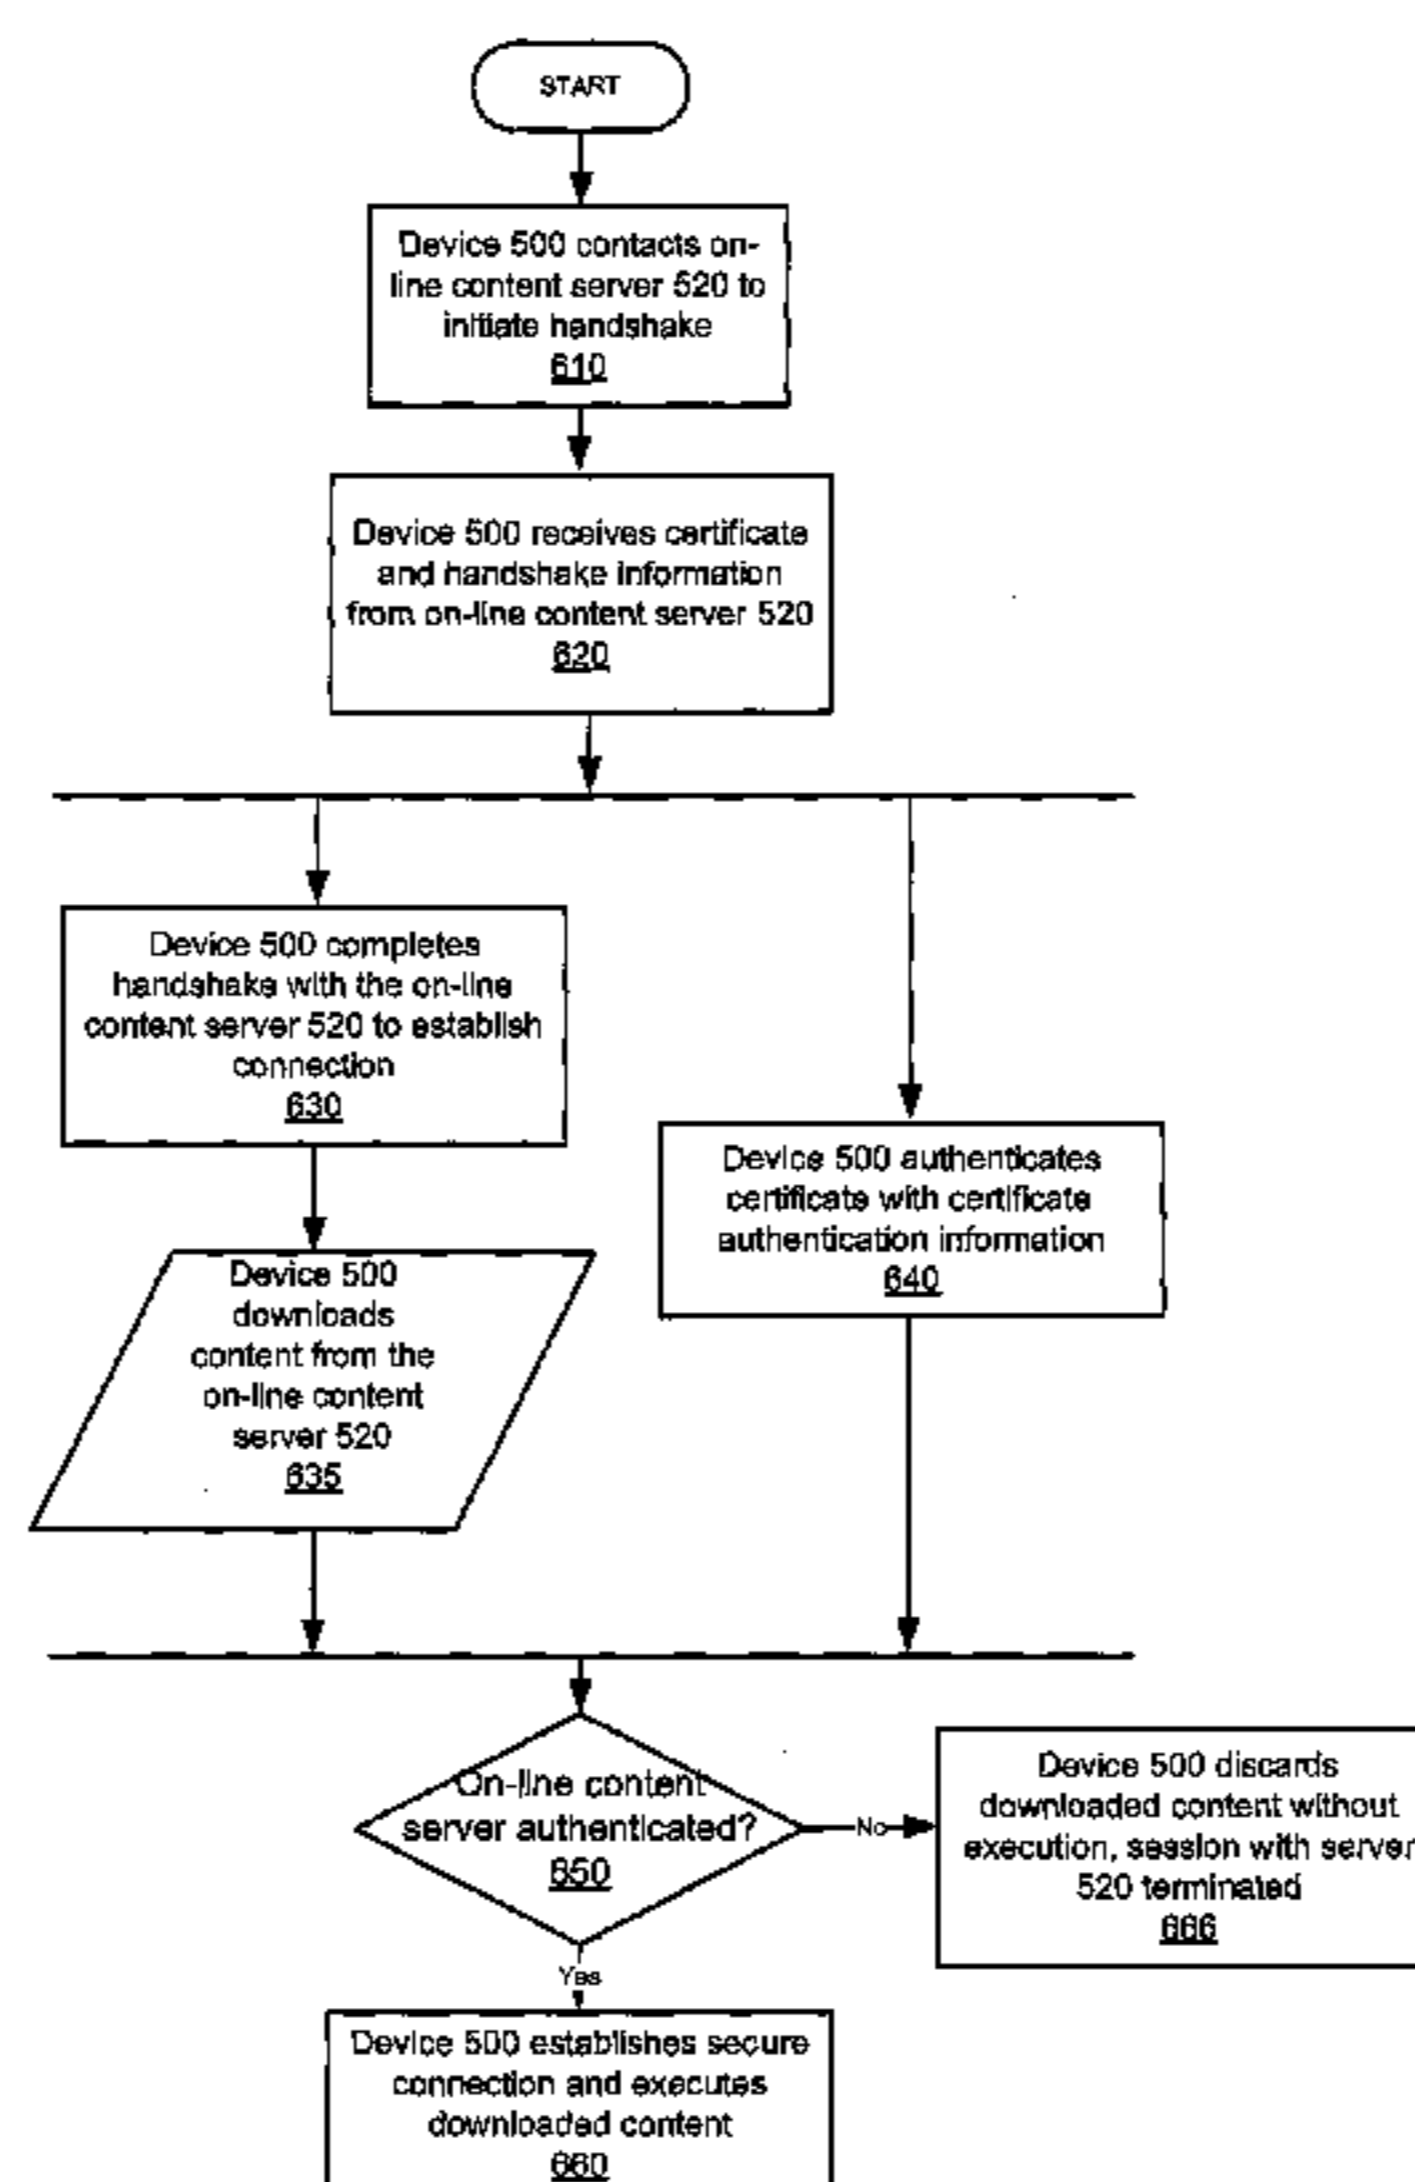 START
Device 500 contacts on-
line content server 520 to
initiate handshake
610
Device 500 receives certificate
and handshake information
from on-line content server 520
620
Device 500 completes
handshake with the on-line
content server 520 to establish
connection
630
Device 500 authenticates
certificate with certificate
authentication information
640
Device 500
downloads
content from the
on-line content
server 520
635
On-line content
server authenticated?
650
No
Device 500 discards
downloaded content without
execution, session with server
520 terminated
666
Yes
Device 500 establishes secure
connection and executes
downloaded content
660